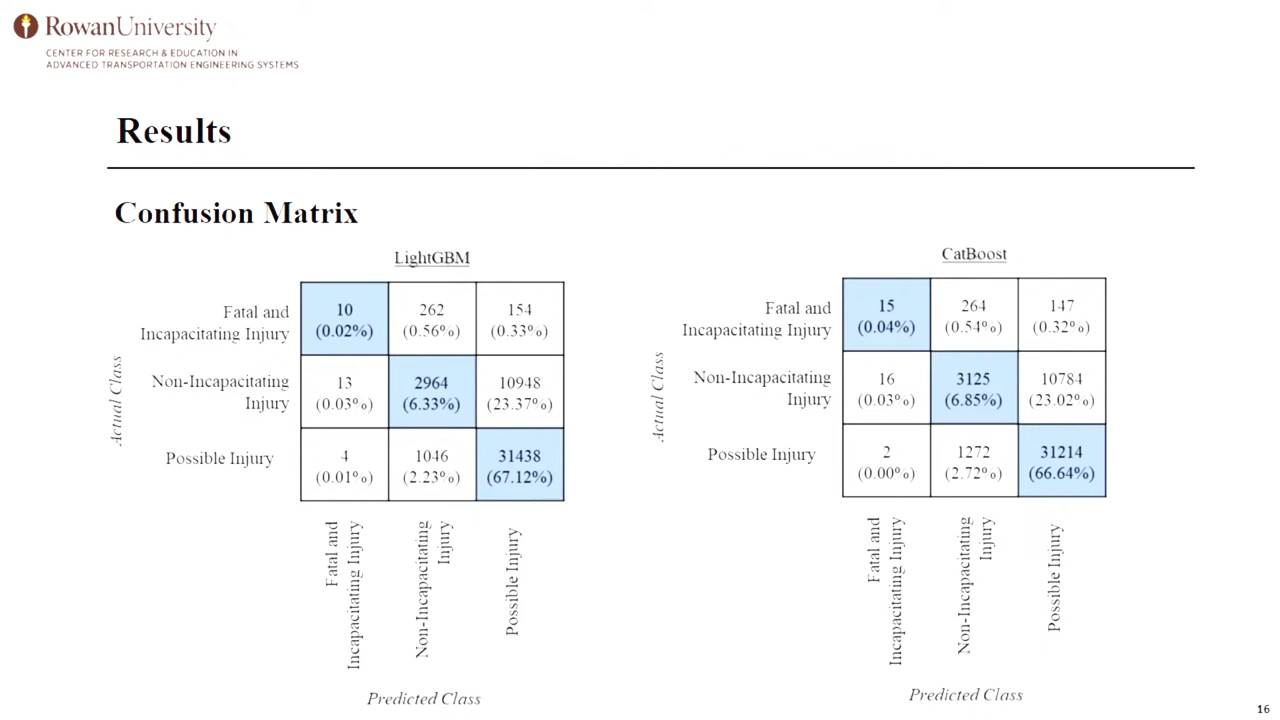 RowanUniversity
CENTER FOR RESEARCH & EDUCATION IN
ADVANCED TRANSPORTATION ENGINEERING SYSTEMS
Results
Confusion Matrix
LightGBM
Fatal and
Incapacitating Injury
10
(0.02%)
262
(0.56%)
154
(0.33%)
Non-Incapacitating
Injury
13
(0.03%)
2964
(6.33%)
10948
(23.37%)
Possible Injury
4
(0.01%)
1046
(2.23%)
31438
(67.12%)
Actual Class
Fatal and
Incapacitating Injury
Non-Incapacitating
Injury
Possible Injury
Predicted Class
CatBoost
Fatal and
Incapacitating Injury
15
(0.04%)
264
(0.54%)
147
(0.32%)
Non-Incapacitating
Injury
16
(0.03%)
3125
(6.85%)
10784
(23.02%)
Possible Injury
2
(0.00%)
1272
(2.72%)
31214
(66.64%)
Actual Class
Fatal and
Incapacitating Injury
Non-Incapacitating
Injury
Possible Injury
Predicted Class
16